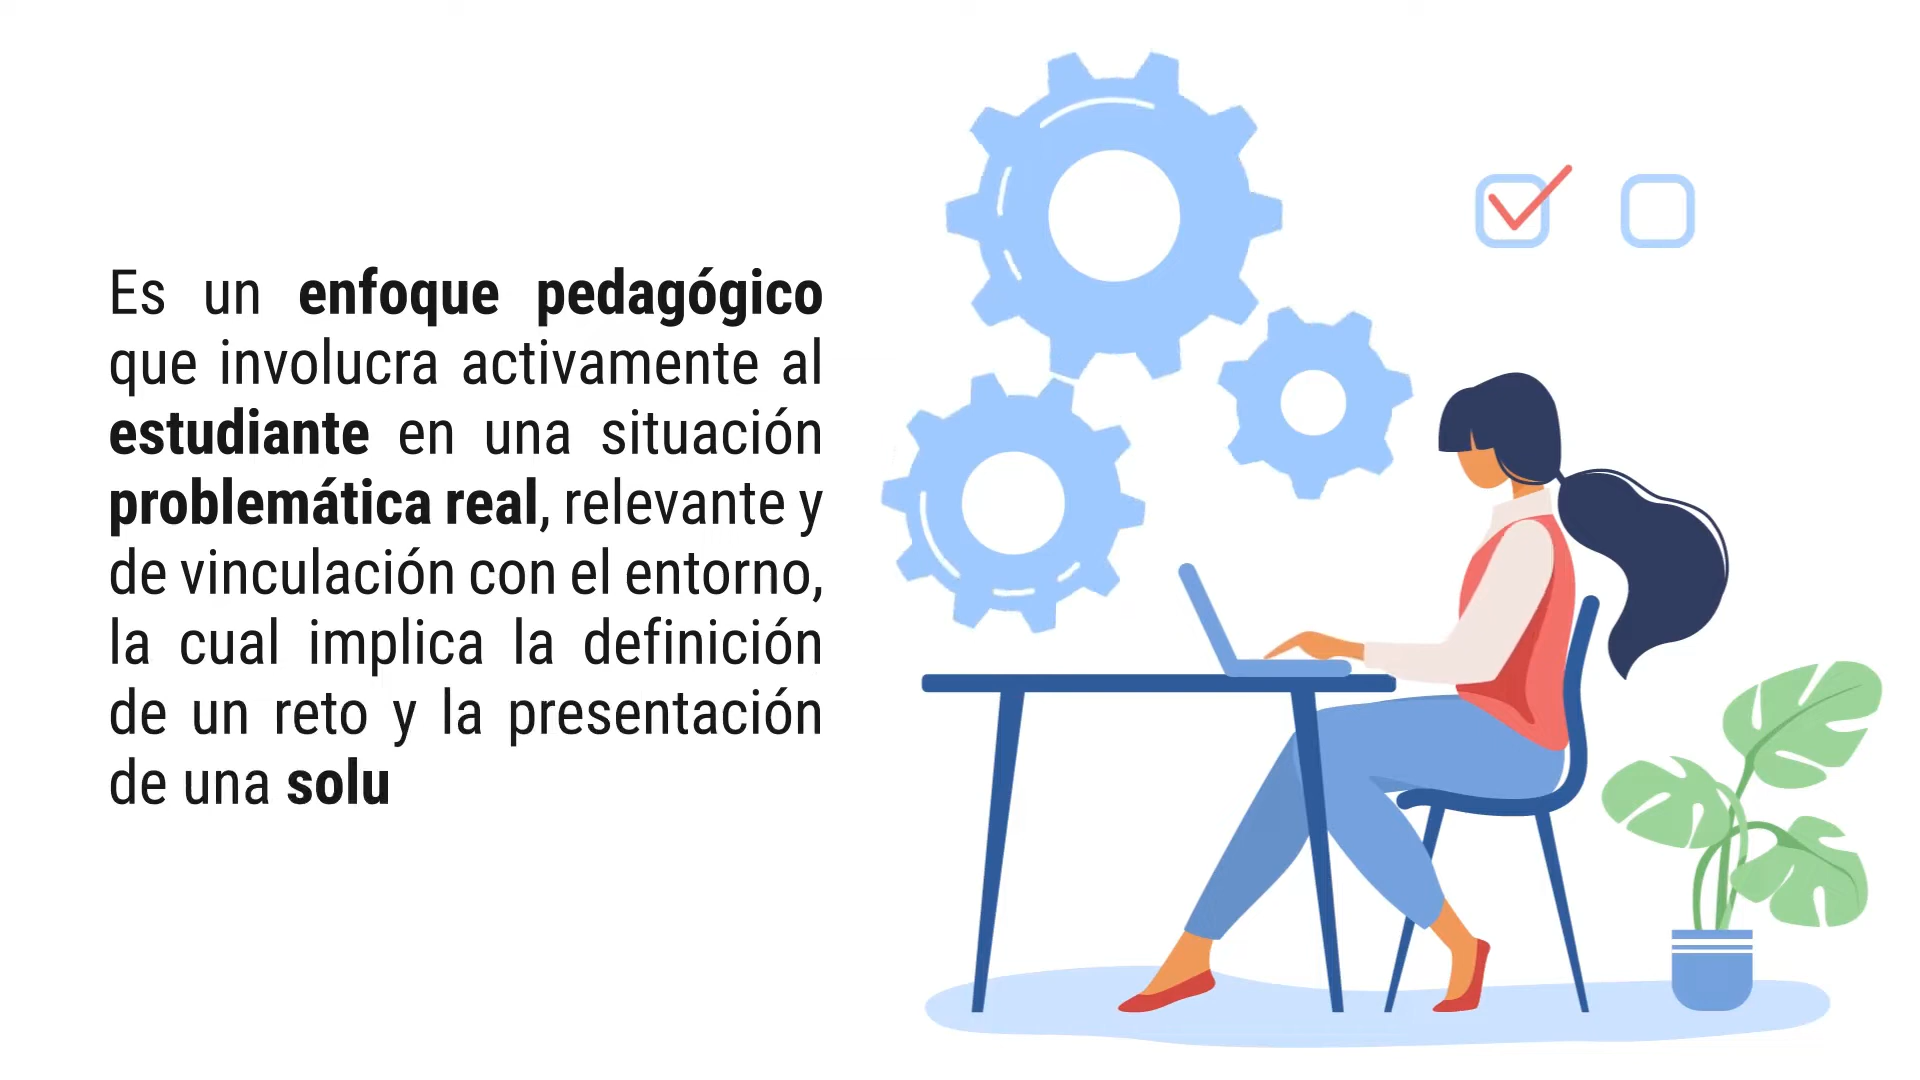 Es un enfoque pedagógico
que involucra activamente al
estudiante en una situación
problemática real, relevante y
de vinculación con el entorno,
la cual implica la definición
de un reto y la presentación
de una solu